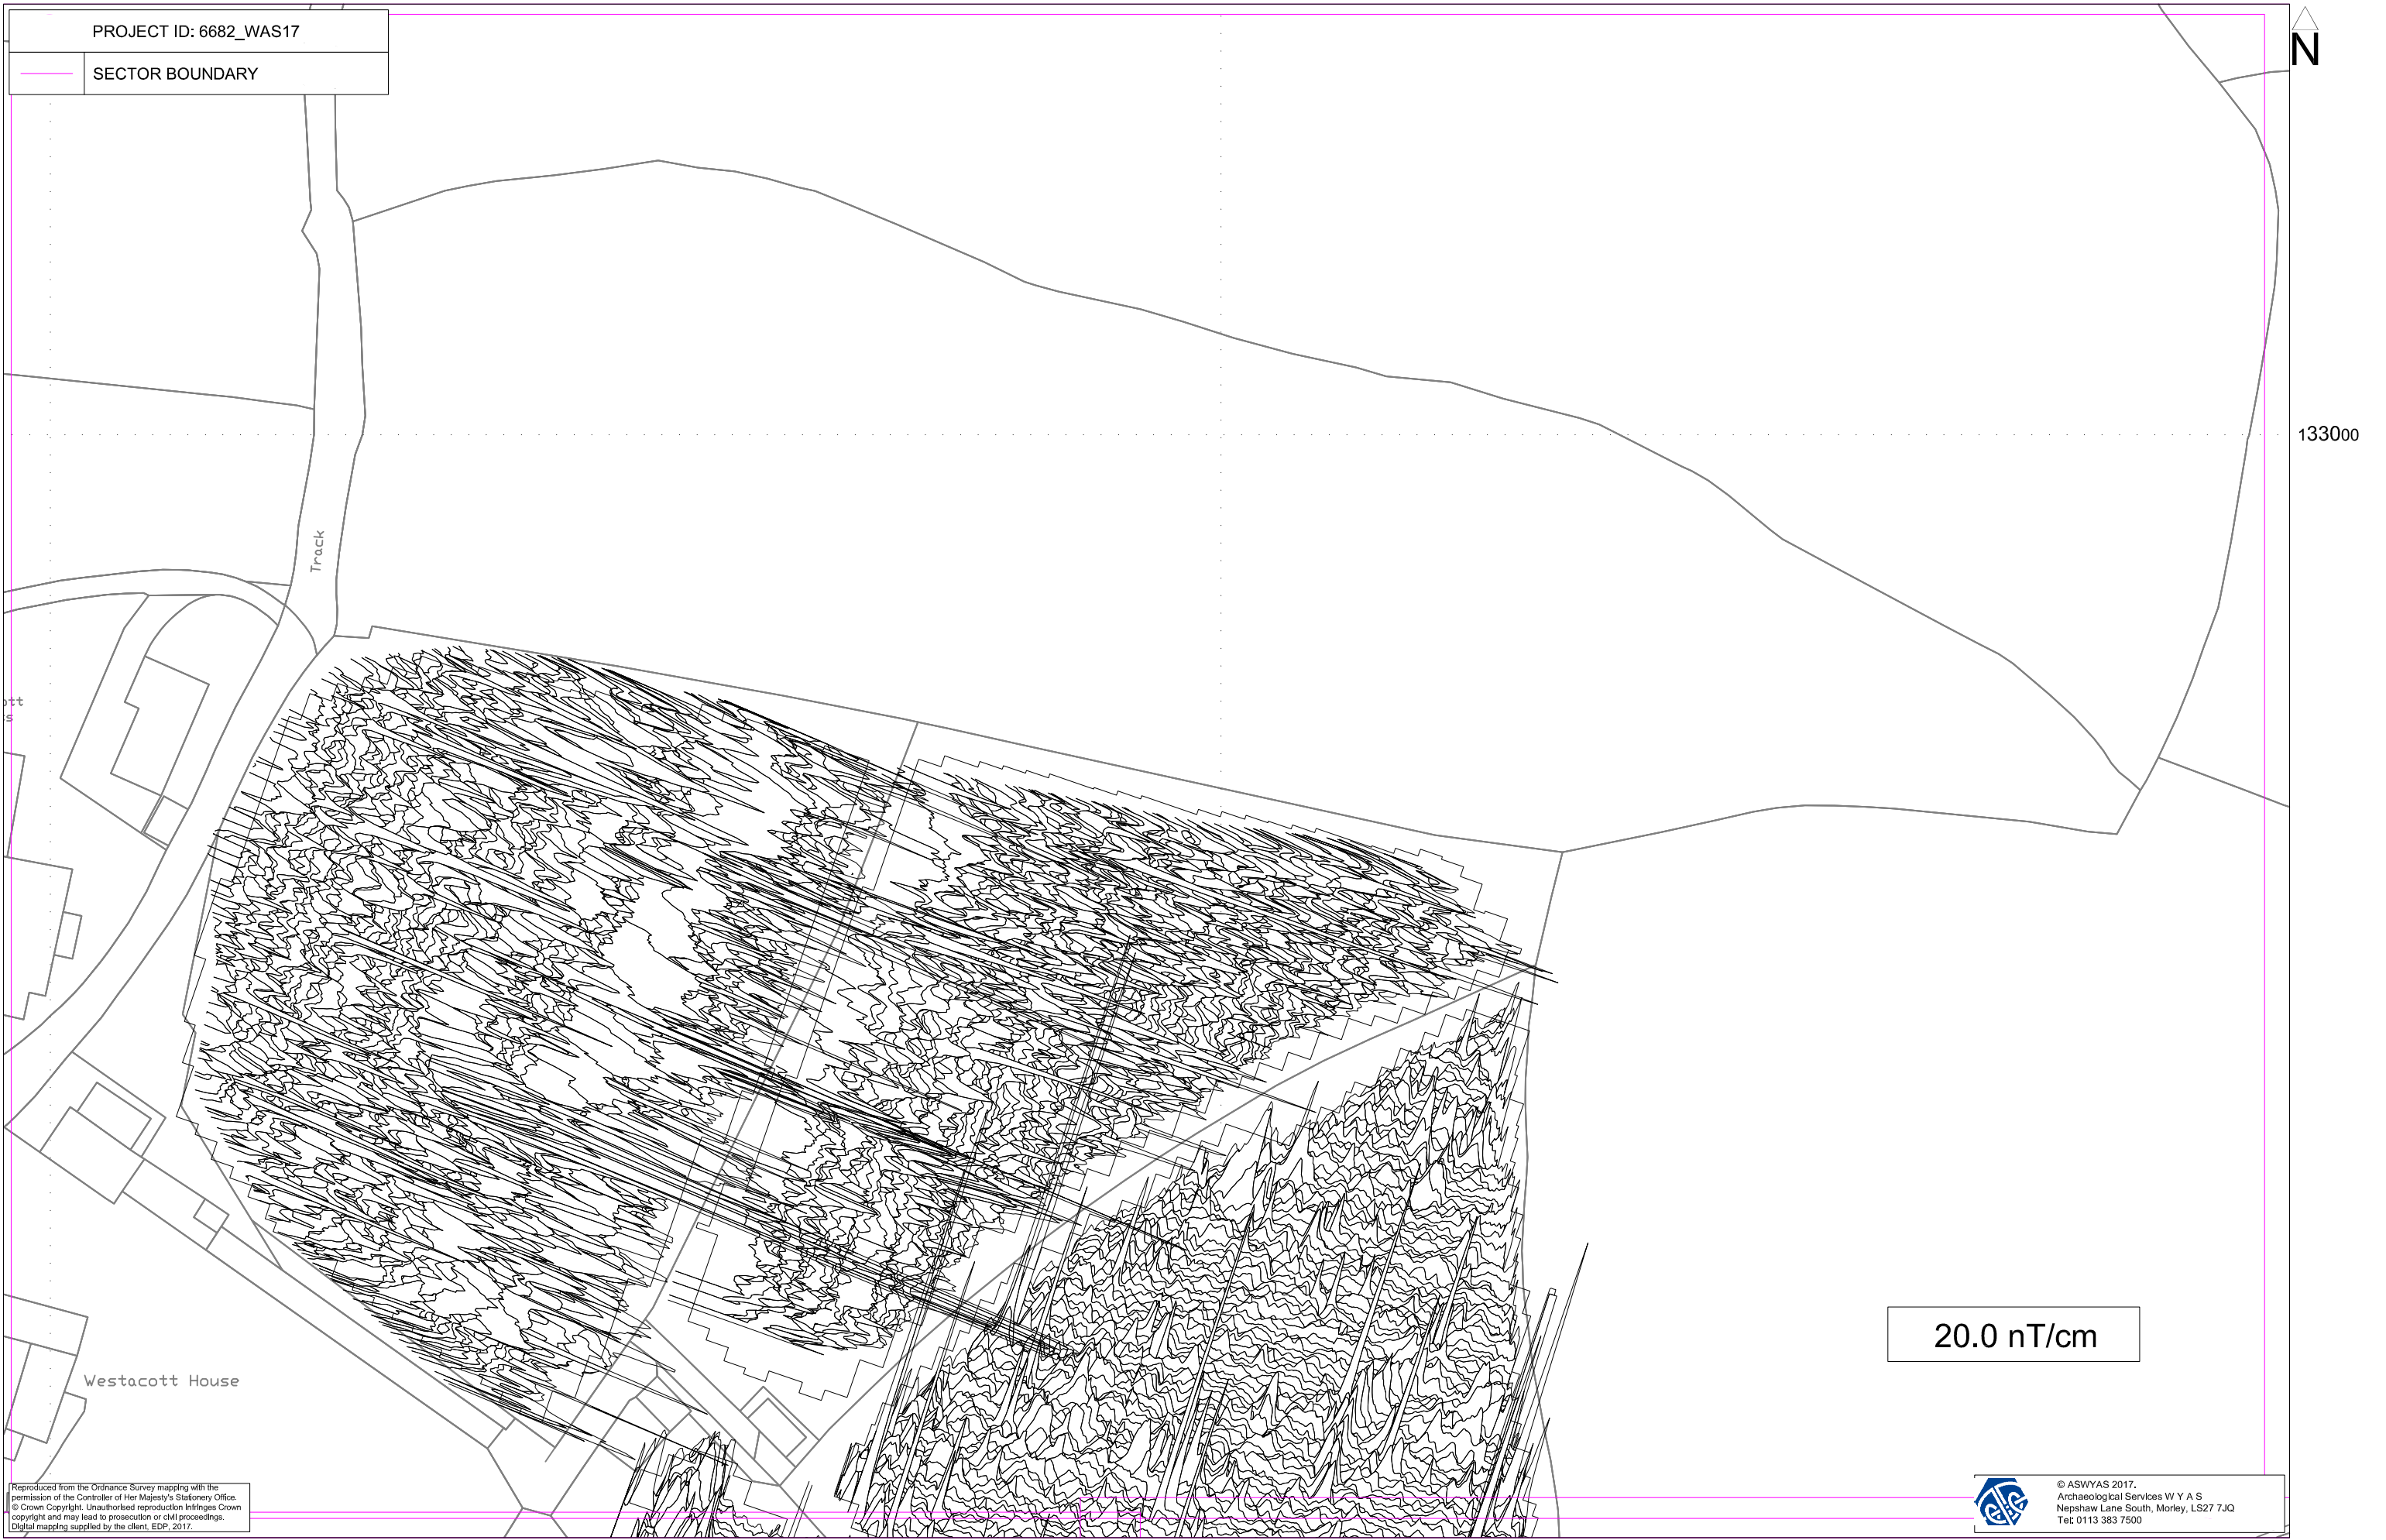 PROJECT ID: 6682_WAS17
SECTOR BOUNDARY
N
13300
Track
ott
s
20.0 nT/cm
Westacott House
Reproduced from the Ordnance Survey mapping with the
permission of the Controller of Her Majesty's Stationery Office.
© Crown Copyright. Unauthorised reproduction infringes Crown
copyright and may lead to prosecution or civil proceedings.
Digital mapping supplied by the client, EDP, 2017.
© ASWYAS 2017.
Archaeological Services W Y A S
Nepshaw Lane South, Morley, LS27 7JQ
Tel: 0113 383 7500